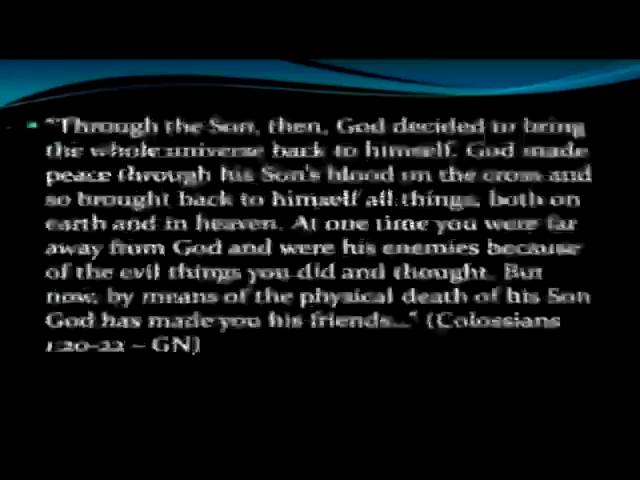 "Through the Son, then, God decided to bring
the whole universe back to himself. God made
peace through his Son's blood on the cross and
so brought back to himself all things, both on
earth and in heaven. At one time you were far
away from God and were his enemies because
of the evil things you did and thought. But
now, by means of the physical death of his Son
God has made you his friends..." (Colossians
1:20-22 – GN)